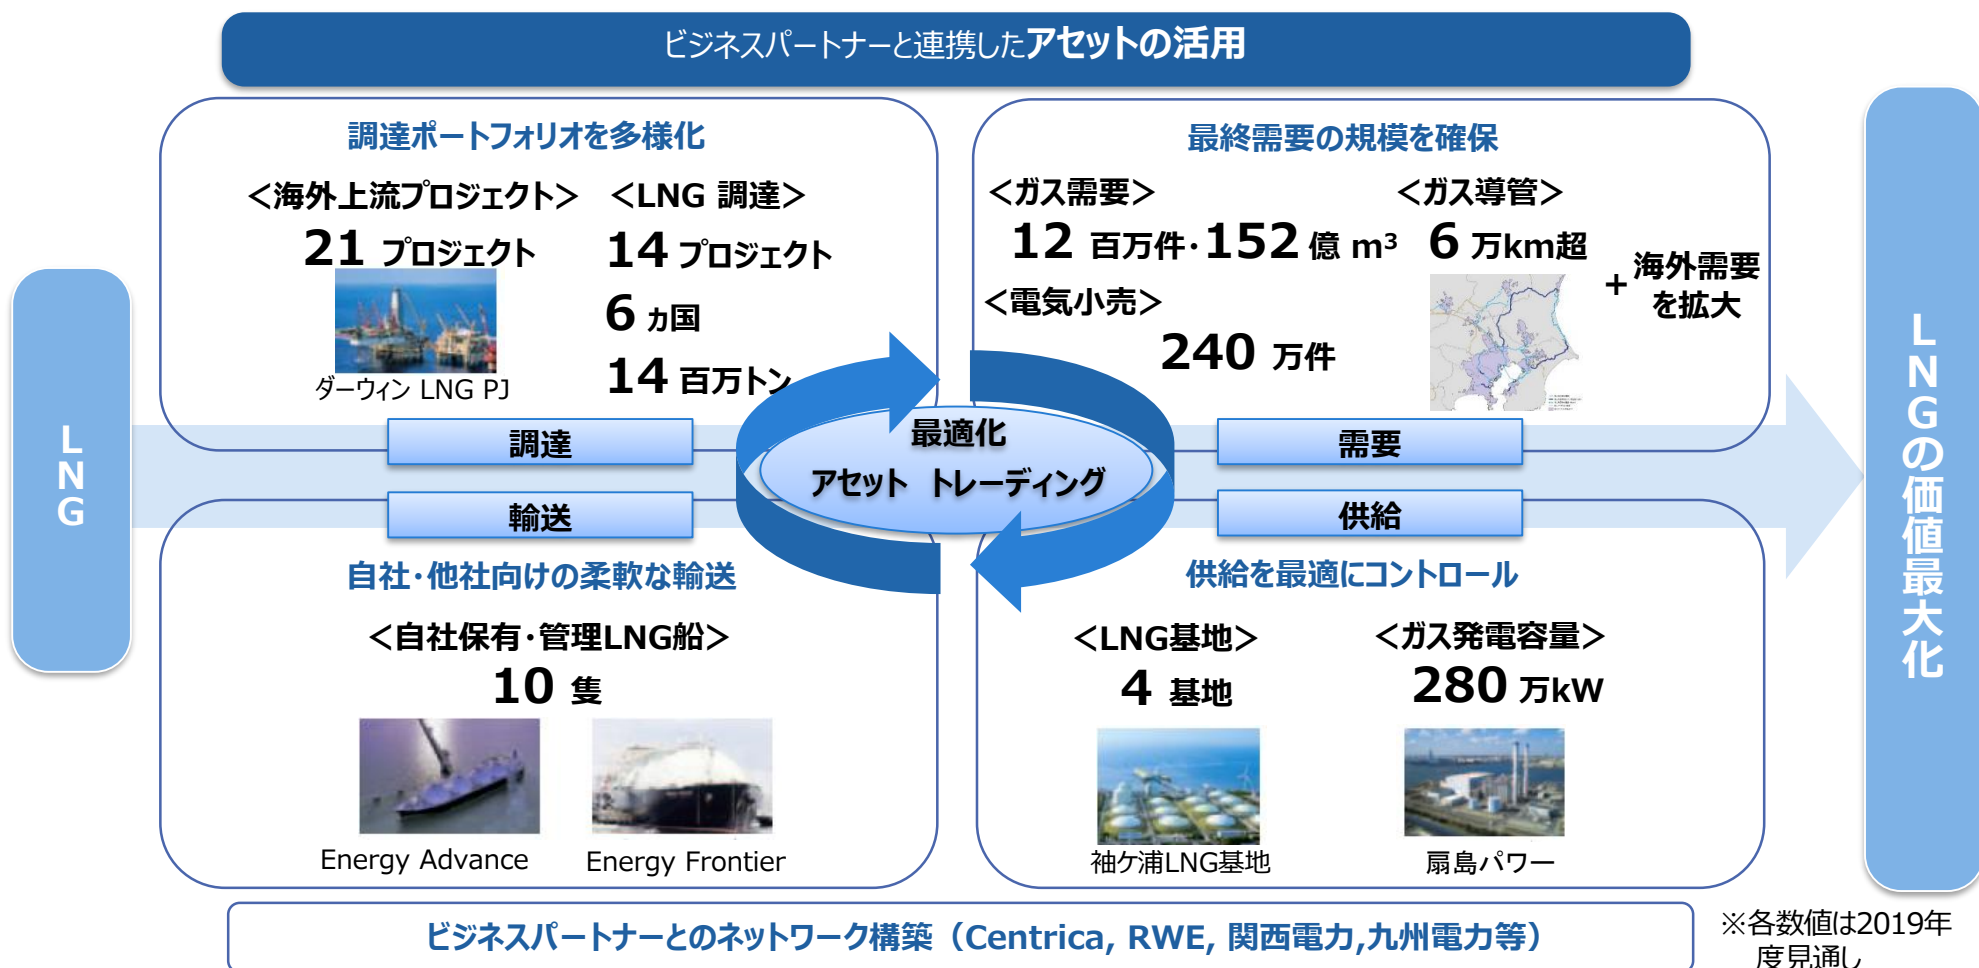 ビジネスパートナーと連携したアセットの活用
調達ポートフォリオを多様化
＜海外上流プロジェクト＞
21 プロジェクト
ダーウィン LNG PJ
＜LNG 調達＞
14 プロジェクト
6 ヵ国
14 百万トン
最終需要の規模を確保
＜ガス需要＞
12 百万件・152 億 m³
＜電気小売＞
240 万件
＜ガス導管＞
6 万km超
＋海外需要
を拡大
LNG
調達
輸送
最適化
アセット トレーディング
需要
供給
LNGの価値最大化
自社・他社向けの柔軟な輸送
＜自社保有・管理LNG船＞
10 隻
Energy Advance
Energy Frontier
供給を最適にコントロール
＜LNG基地＞
4 基地
袖ケ浦LNG基地
＜ガス発電容量＞
280 万kW
扇島パワー
ビジネスパートナーとのネットワーク構築（Centrica, RWE, 関西電力,九州電力等）
※各数値は2019年
度見通し